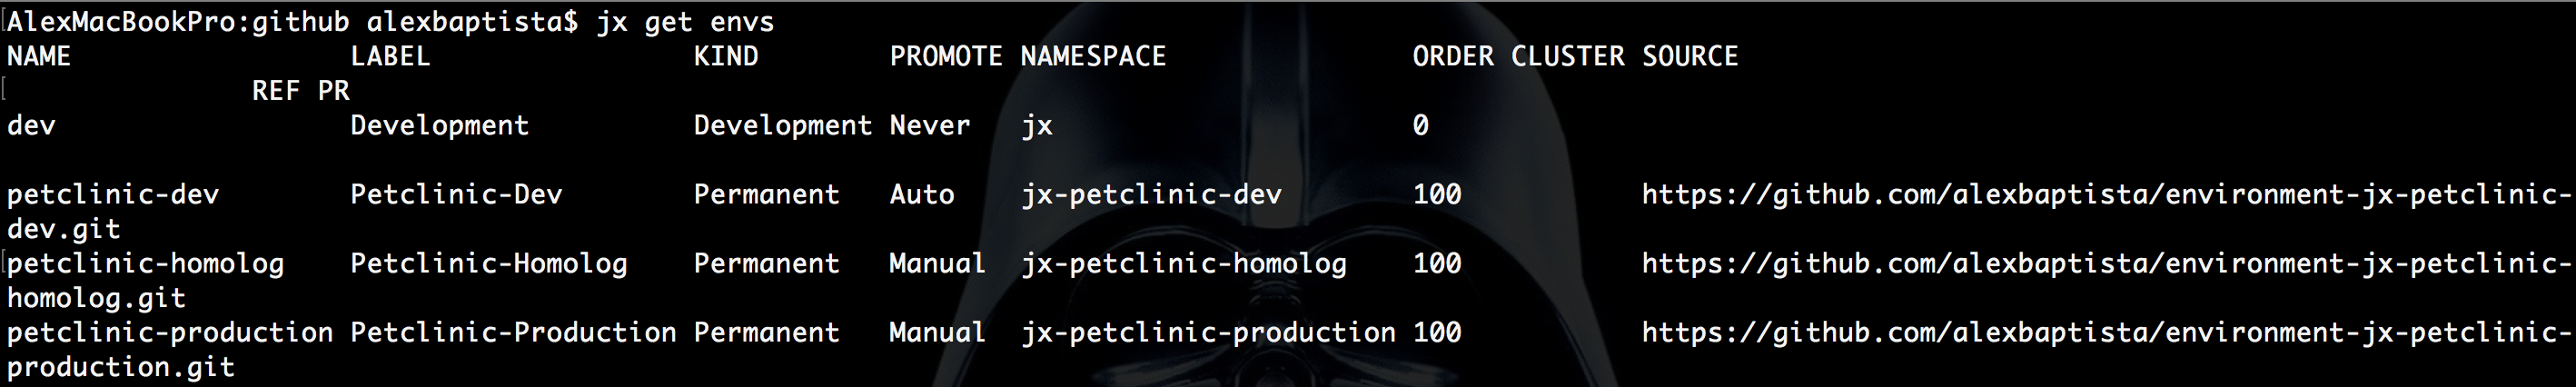 AlexMacBookPro:github alexbaptista$ jx get envs
NAME LABEL KIND PROMOTE NAMESPACE ORDER CLUSTER SOURCE
REF PR
dev Development Development Never jx 0
petclinic-dev Petclinic-Dev Permanent Auto jx-petclinic-dev 100 https://github.com/alexbaptista/environment-jx-petclinic-
dev.git
petclinic-homolog Petclinic-Homolog Permanent Manual jx-petclinic-homolog 100 https://github.com/alexbaptista/environment-jx-petclinic-
homolog.git
petclinic-production Petclinic-Production Permanent Manual jx-petclinic-production 100 https://github.com/alexbaptista/environment-jx-petclinic-
production.git